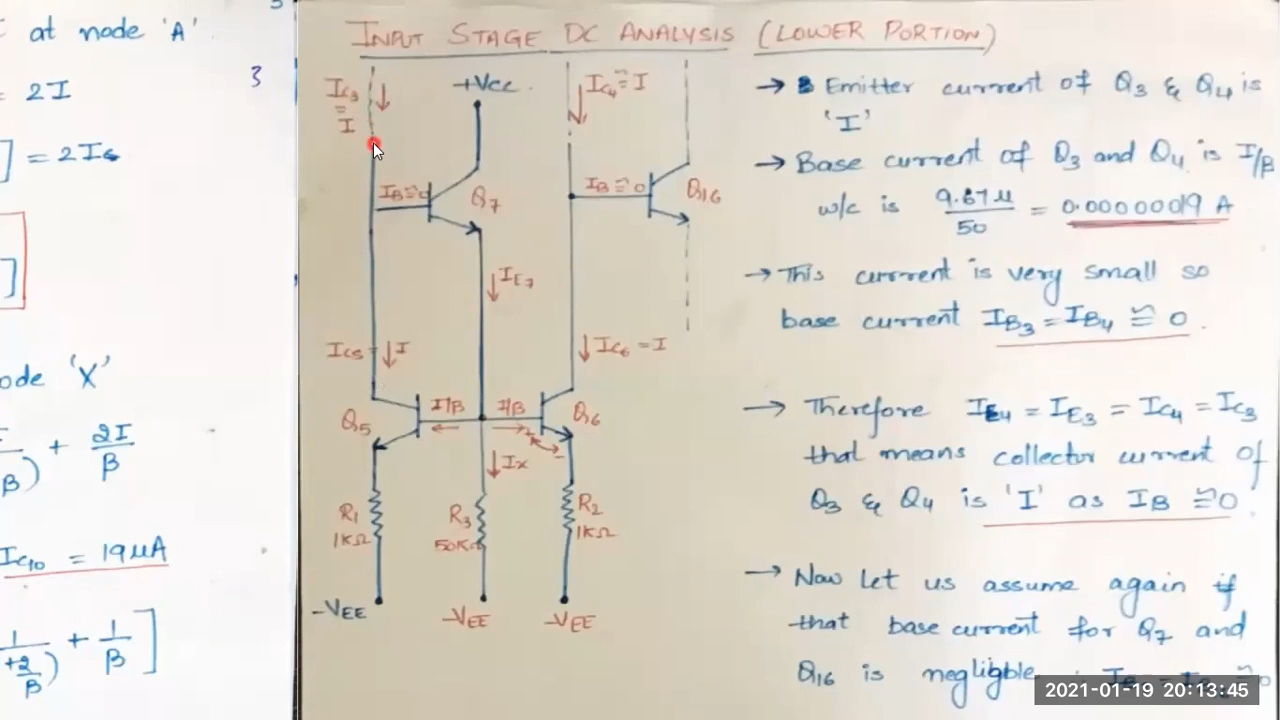 at node 'A'.
= 2I
3
] = 2I6
ode 'X'
+ 2I/β
IC10 = 19μA
+ 1/β ]
INPUT STAGE DC ANALYSIS (LOWER PORTION)
IC3 ≅ I
+VCC
IC4 ≅ I
IB ≅ 0
Q7
IB ≅ 0
Q16
IE7
IC5
I
IC6 = I
Q5
I/β
I/β
Q6
+
-
Ix
R1
1KΩ
R3
50KΩ
R2
1KΩ
-VEE
-VEE
-VEE
→ Emitter current of Q3 & Q4 is
'I'
→ Base current of Q3 and Q4 is I/β
w/c is 9.67μ/50 = 0.00000019 A
→ This current is very small so
base current IB3 = IB4 ≅ 0.
→ Therefore IE4 = IE3 = IC4 = IC3
that means collector current of
Q3 & Q4 is 'I' as IB ≅ 0.
→ Now let us assume again if
that base current for Q7 and
Q16 is negligble
2021-01-19 20:13:45